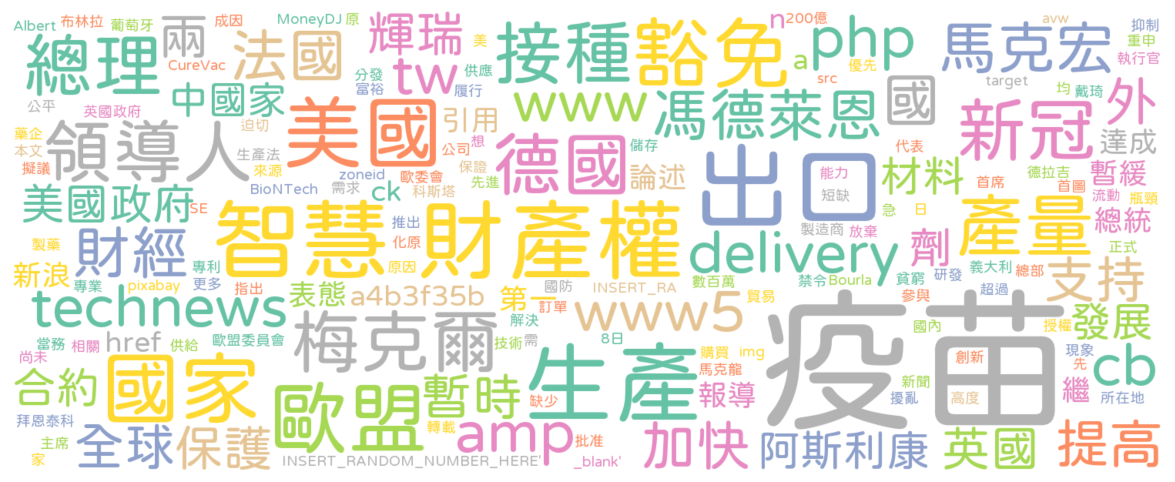 Albert 布林拉 葡萄牙 成因 MoneyDJ 原
輝瑞 美 接種 豁免 n 200億 php avw 抑制
總理 兩 法國 CureVac 馬克宏 重申 執行官
分發 富裕 tw 供應 履行 a src 優先 target
中國家 www 馮德萊恩 國 均 戴琦 外
公平 英國政府 引用 公司 想 新冠 達成
藥企 本文 領導人 迫切 美國 保證 德國 儲存 代表
擬議 生產法 來源 zoneid 歐委會 先進 論述 出口 能力 材料 德拉吉 首圖 暫緩
美國政府 SE BioNTech 需求 ck 科斯塔 短缺 首席 流動 瓶頸
智慧財產權 急 日 產量 總統
財經 製藥 專利 推出 化原 delivery 製造商 放棄 劑 正式
新浪 專業 更多 指出 原因 國防 數百萬 禁令 Bourla 貧窮 研發 義大利 總部 支持
pixabay 表態 a4b3f35b 第一 INSERT_RA 貿易 參與 超過
technews 訂單 www5 疫苗 發展
當務 相關 href 供給 歐盟委員會 梅克爾 解決 8日 國內 授權
尚未 技術 需 購買 img 創新 現象 cb
合約 國家 歐盟 暫時 生產 馬克龍 新聞 先 繼 所在地
拜恩泰科 缺少 報導 擾亂 高度
主席 家 全球 保護 轉載 amp 批准 加快 阿斯利康 英國 提高
INSERT_RANDOM_NUMBER_HERE' _blank'